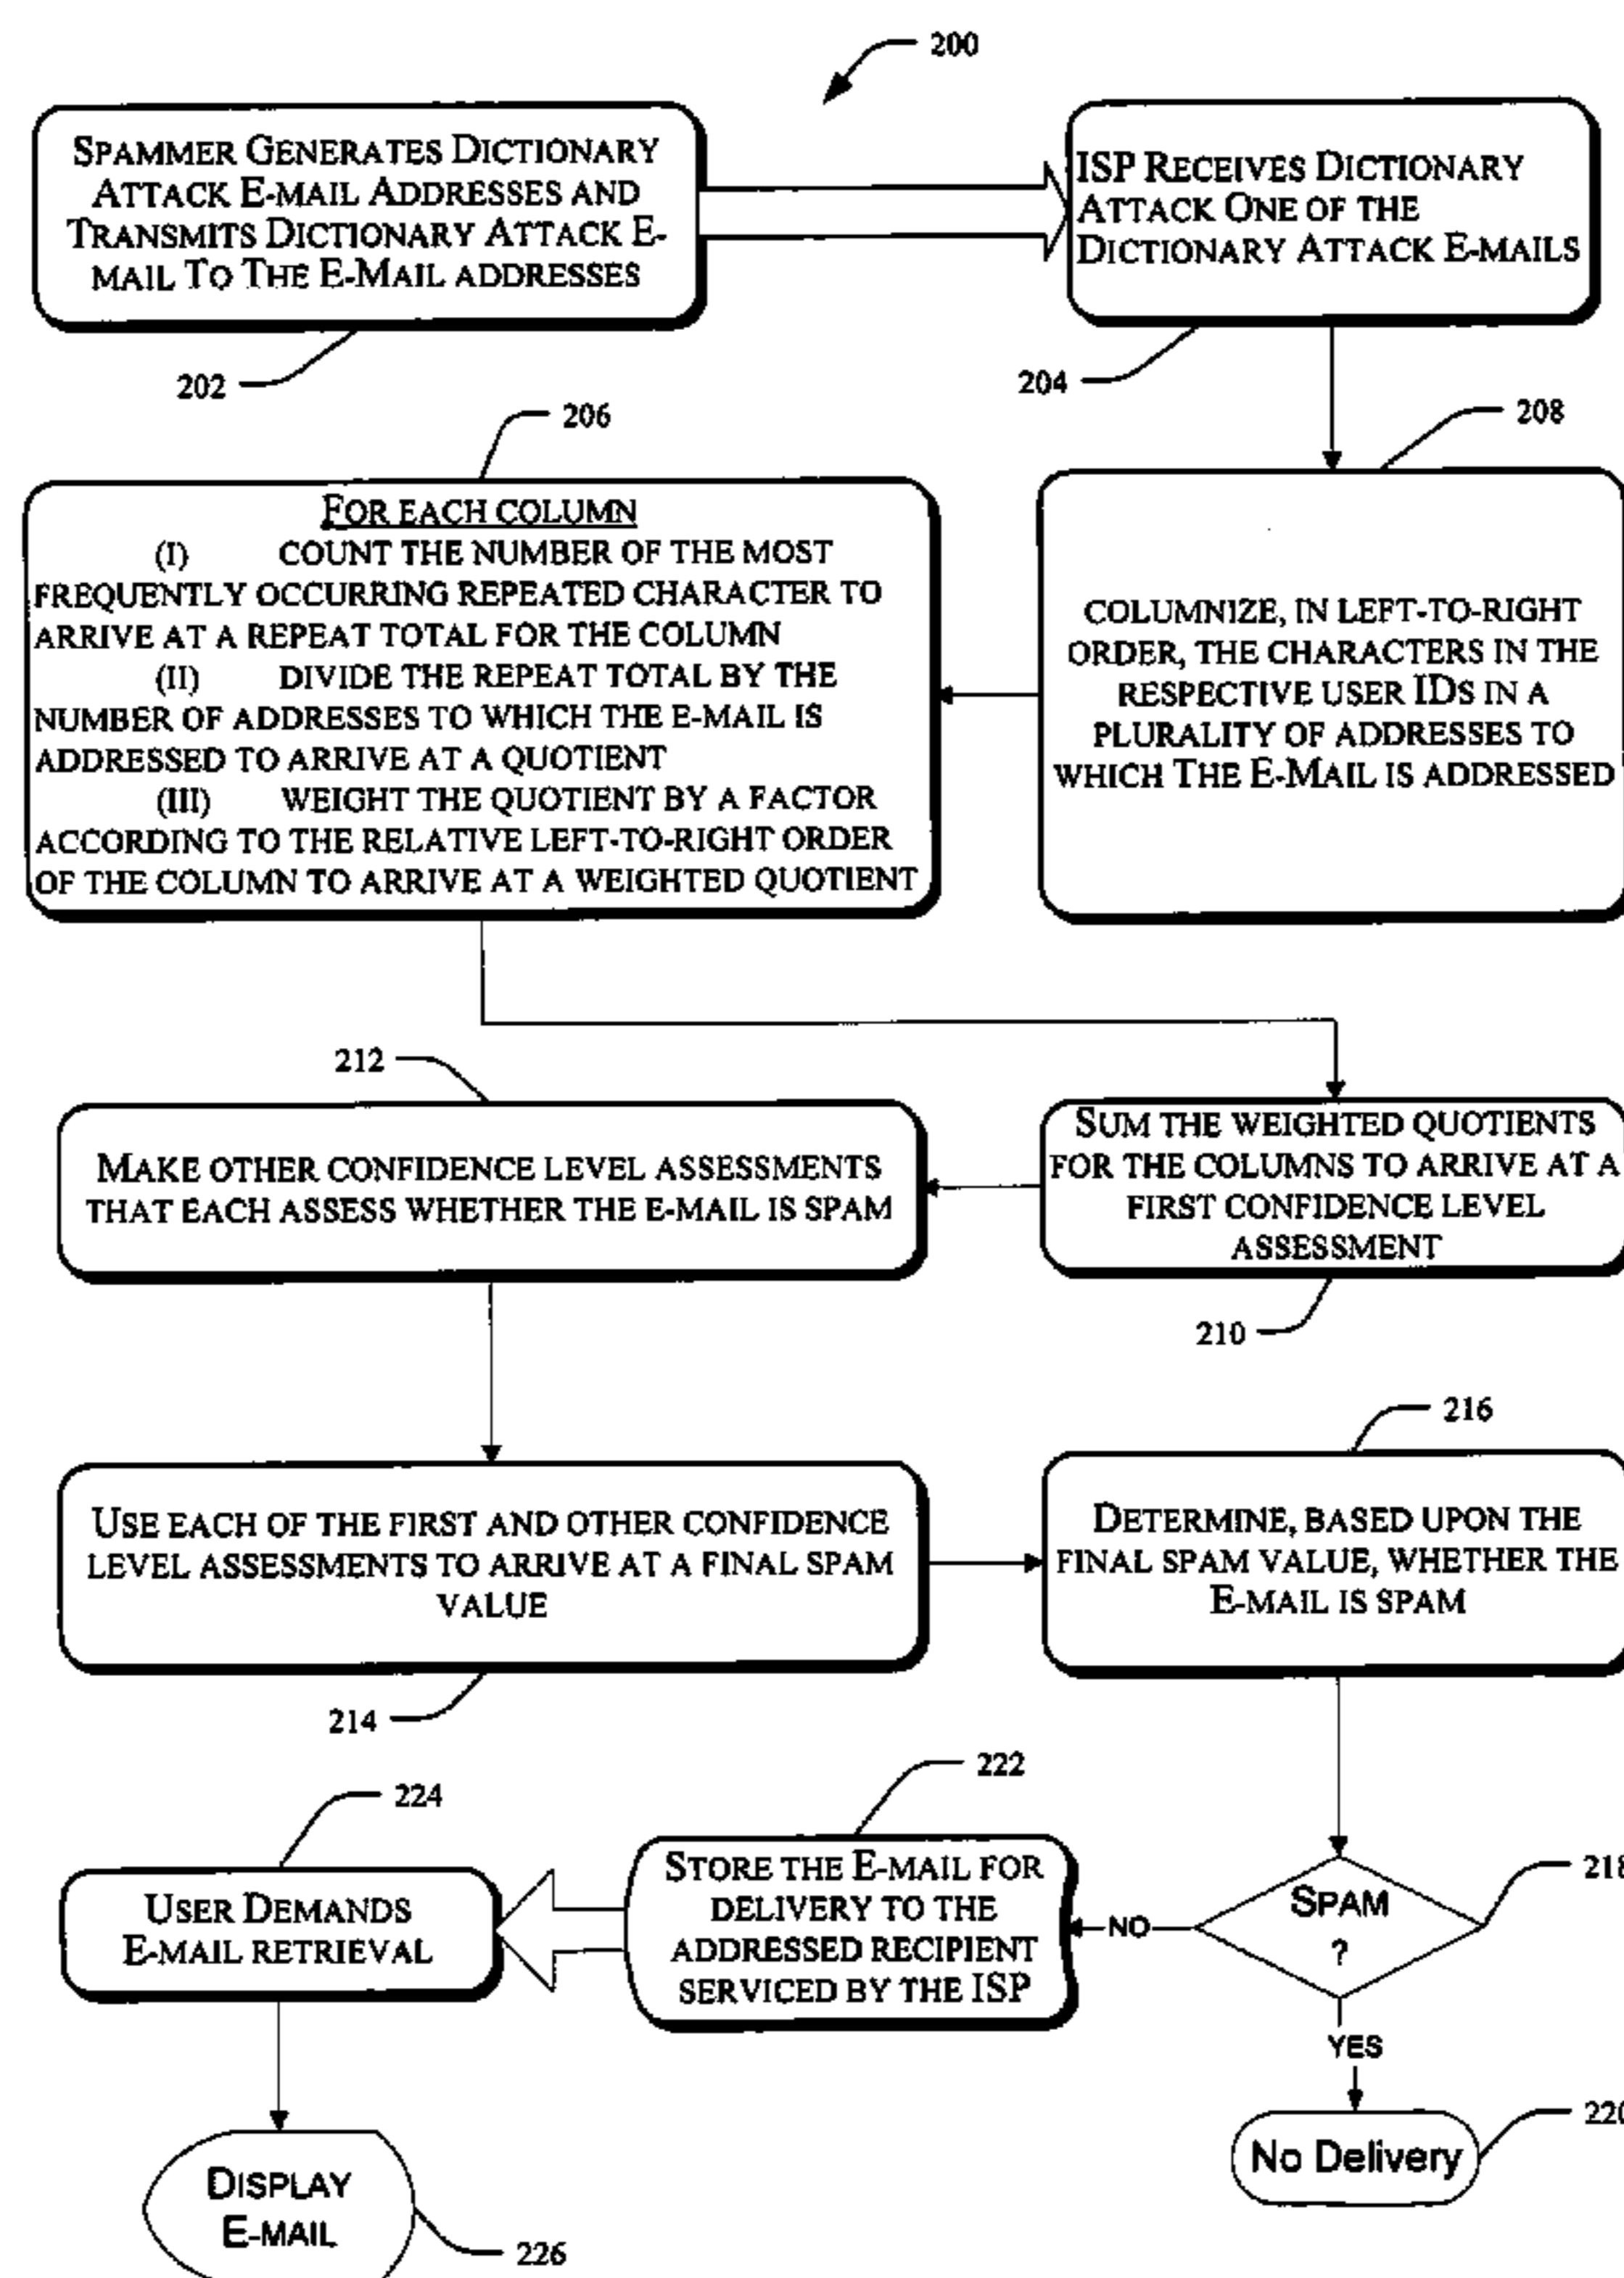 200
SPAMMER GENERATES DICTIONARY
ATTACK E-MAIL ADDRESSES AND
TRANSMITS DICTIONARY ATTACK E-
MAIL TO THE E-MAIL ADDRESSES
202
ISP RECEIVES DICTIONARY
ATTACK ONE OF THE
DICTIONARY ATTACK E-MAILS
204
208
COLUMNIZE, IN LEFT-TO-RIGHT
ORDER, THE CHARACTERS IN THE
RESPECTIVE USER IDS IN A
PLURALITY OF ADDRESSES TO
WHICH THE E-MAIL IS ADDRESSED
206
FOR EACH COLUMN
(I) COUNT THE NUMBER OF THE MOST
FREQUENTLY OCCURRING REPEATED CHARACTER TO
ARRIVE AT A REPEAT TOTAL FOR THE COLUMN
(II) DIVIDE THE REPEAT TOTAL BY THE
NUMBER OF ADDRESSES TO WHICH THE E-MAIL IS
ADDRESSED TO ARRIVE AT A QUOTIENT
(III) WEIGHT THE QUOTIENT BY A FACTOR
ACCORDING TO THE RELATIVE LEFT-TO-RIGHT ORDER
OF THE COLUMN TO ARRIVE AT A WEIGHTED QUOTIENT
SUM THE WEIGHTED QUOTIENTS
FOR THE COLUMNS TO ARRIVE AT A
FIRST CONFIDENCE LEVEL
ASSESSMENT
210
212
MAKE OTHER CONFIDENCE LEVEL ASSESSMENTS
THAT EACH ASSESS WHETHER THE E-MAIL IS SPAM
USE EACH OF THE FIRST AND OTHER CONFIDENCE
LEVEL ASSESSMENTS TO ARRIVE AT A FINAL SPAM
VALUE
214
216
DETERMINE, BASED UPON THE
FINAL SPAM VALUE, WHETHER THE
E-MAIL IS SPAM
SPAM
?
218
NO
YES
No Delivery
220
222
STORE THE E-MAIL FOR
DELIVERY TO THE
ADDRESSED RECIPIENT
SERVICED BY THE ISP
224
USER DEMANDS
E-MAIL RETRIEVAL
DISPLAY
E-MAIL
226